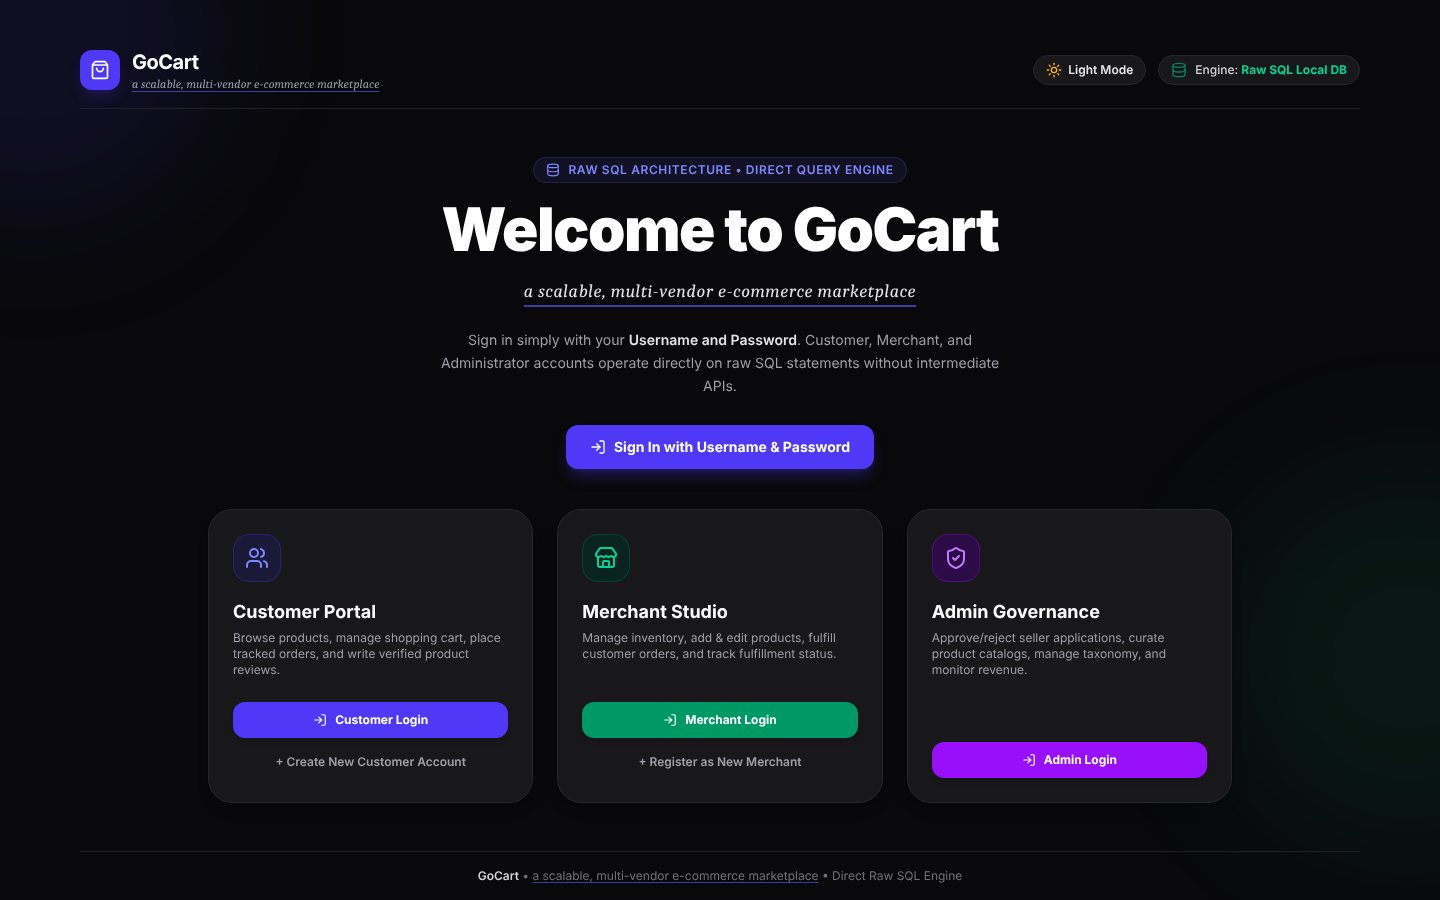 GoCart
a scalable, multi-vendor e-commerce marketplace
Light Mode
Engine: Raw SQL Local DB
RAW SQL ARCHITECTURE • DIRECT QUERY ENGINE
Welcome to GoCart
a scalable, multi-vendor e-commerce marketplace
Sign in simply with your Username and Password. Customer, Merchant, and
Administrator accounts operate directly on raw SQL statements without intermediate
APIs.
Sign In with Username & Password
Customer Portal
Browse products, manage shopping cart, place
tracked orders, and write verified product
reviews.
Customer Login
+ Create New Customer Account
Merchant Studio
Manage inventory, add & edit products, fulfill
customer orders, and track fulfillment status.
Merchant Login
+ Register as New Merchant
Admin Governance
Approve/reject seller applications, curate
product catalogs, manage taxonomy, and
monitor revenue.
Admin Login
GoCart • a scalable, multi-vendor e-commerce marketplace • Direct Raw SQL Engine